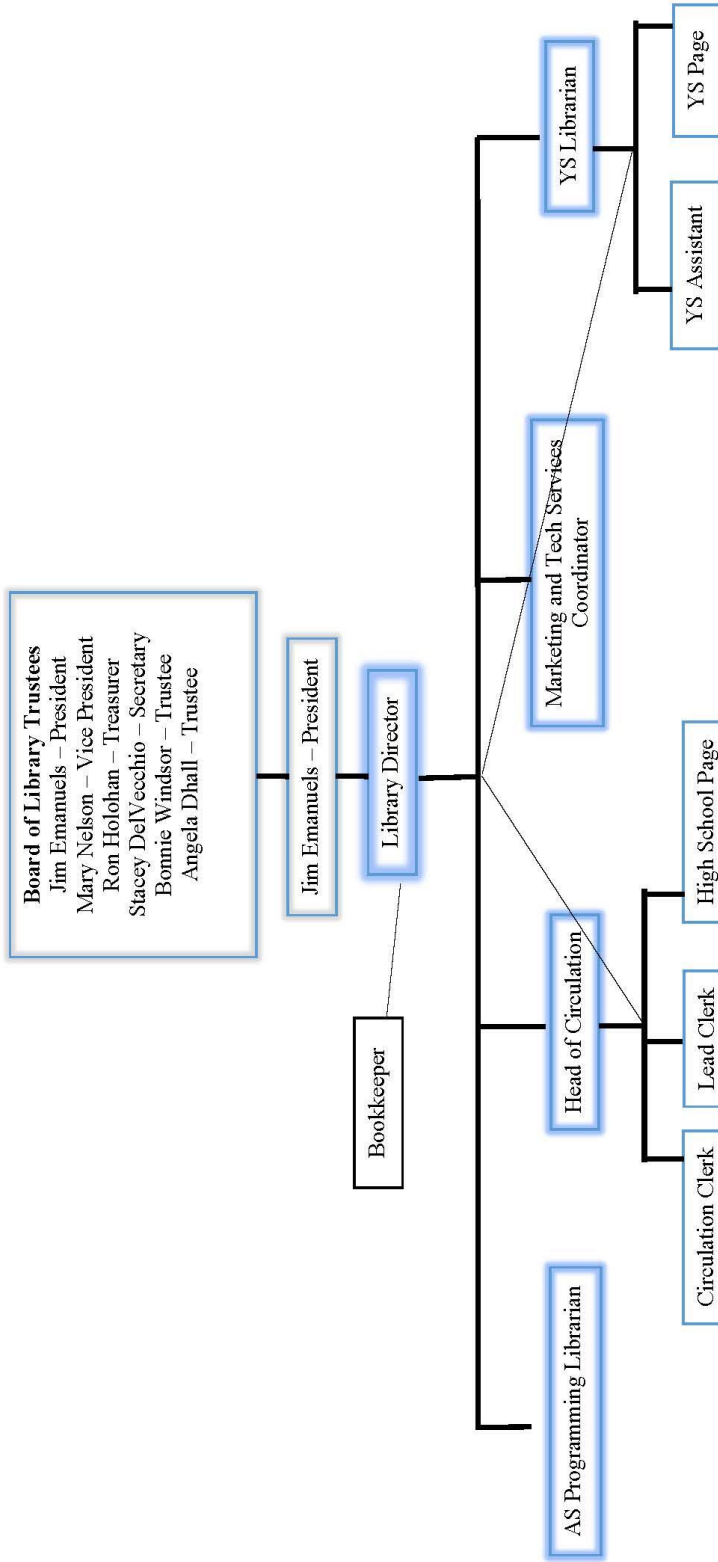 Board of Library Trustees
Jim Emanuels – President
Mary Nelson – Vice President
Ron Holohan – Treasurer
Stacey DelVecchio – Secretary
Bonnie Windsor – Trustee
Angela Dhall – Trustee
Jim Emanuels – President
Bookkeeper
Library Director
AS Programming Librarian
Head of Circulation
Marketing and Tech Services
Coordinator
YS Librarian
Circulation Clerk
Lead Clerk
High School Page
YS Assistant
YS Page